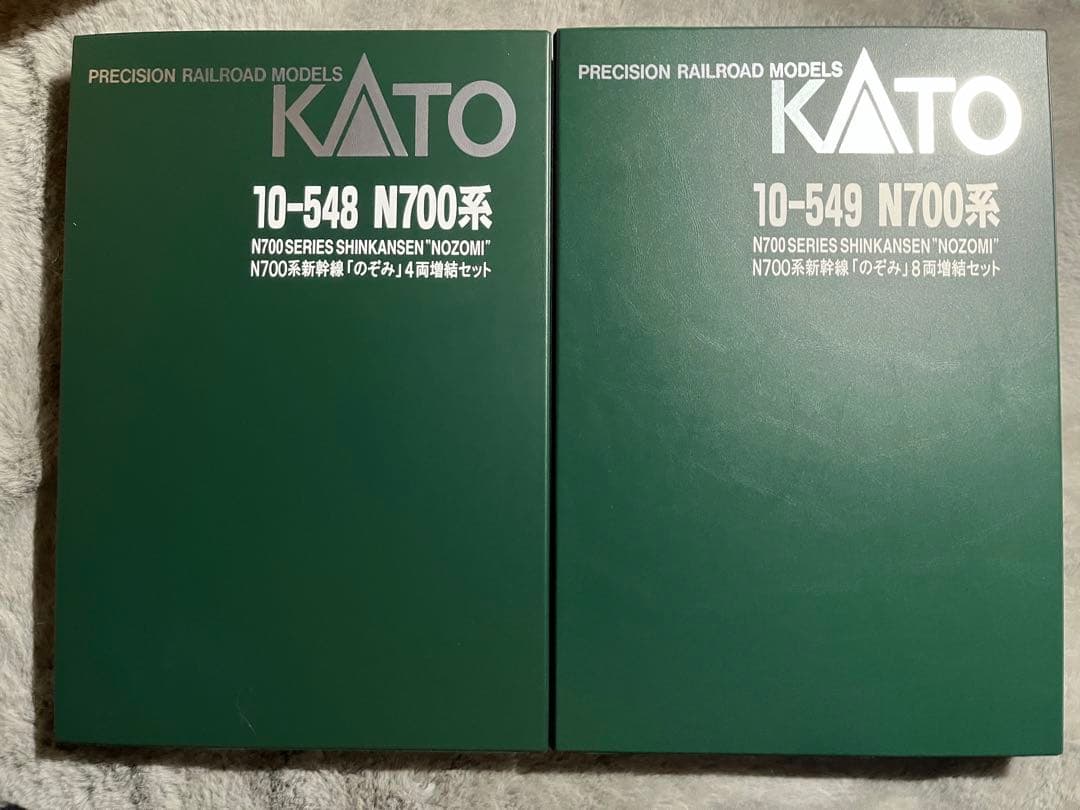 PRECISION RAILROAD MODELS
KATO
10-548 N700系
N700 SERIES SHINKANSEN "NOZOMI"
N700系新幹線「のぞみ」4両増結セット
PRECISION RAILROAD MODELS
KATO
10-549 N700系
N700 SERIES SHINKANSEN "NOZOMI"
N700系新幹線「のぞみ」8両増結セット